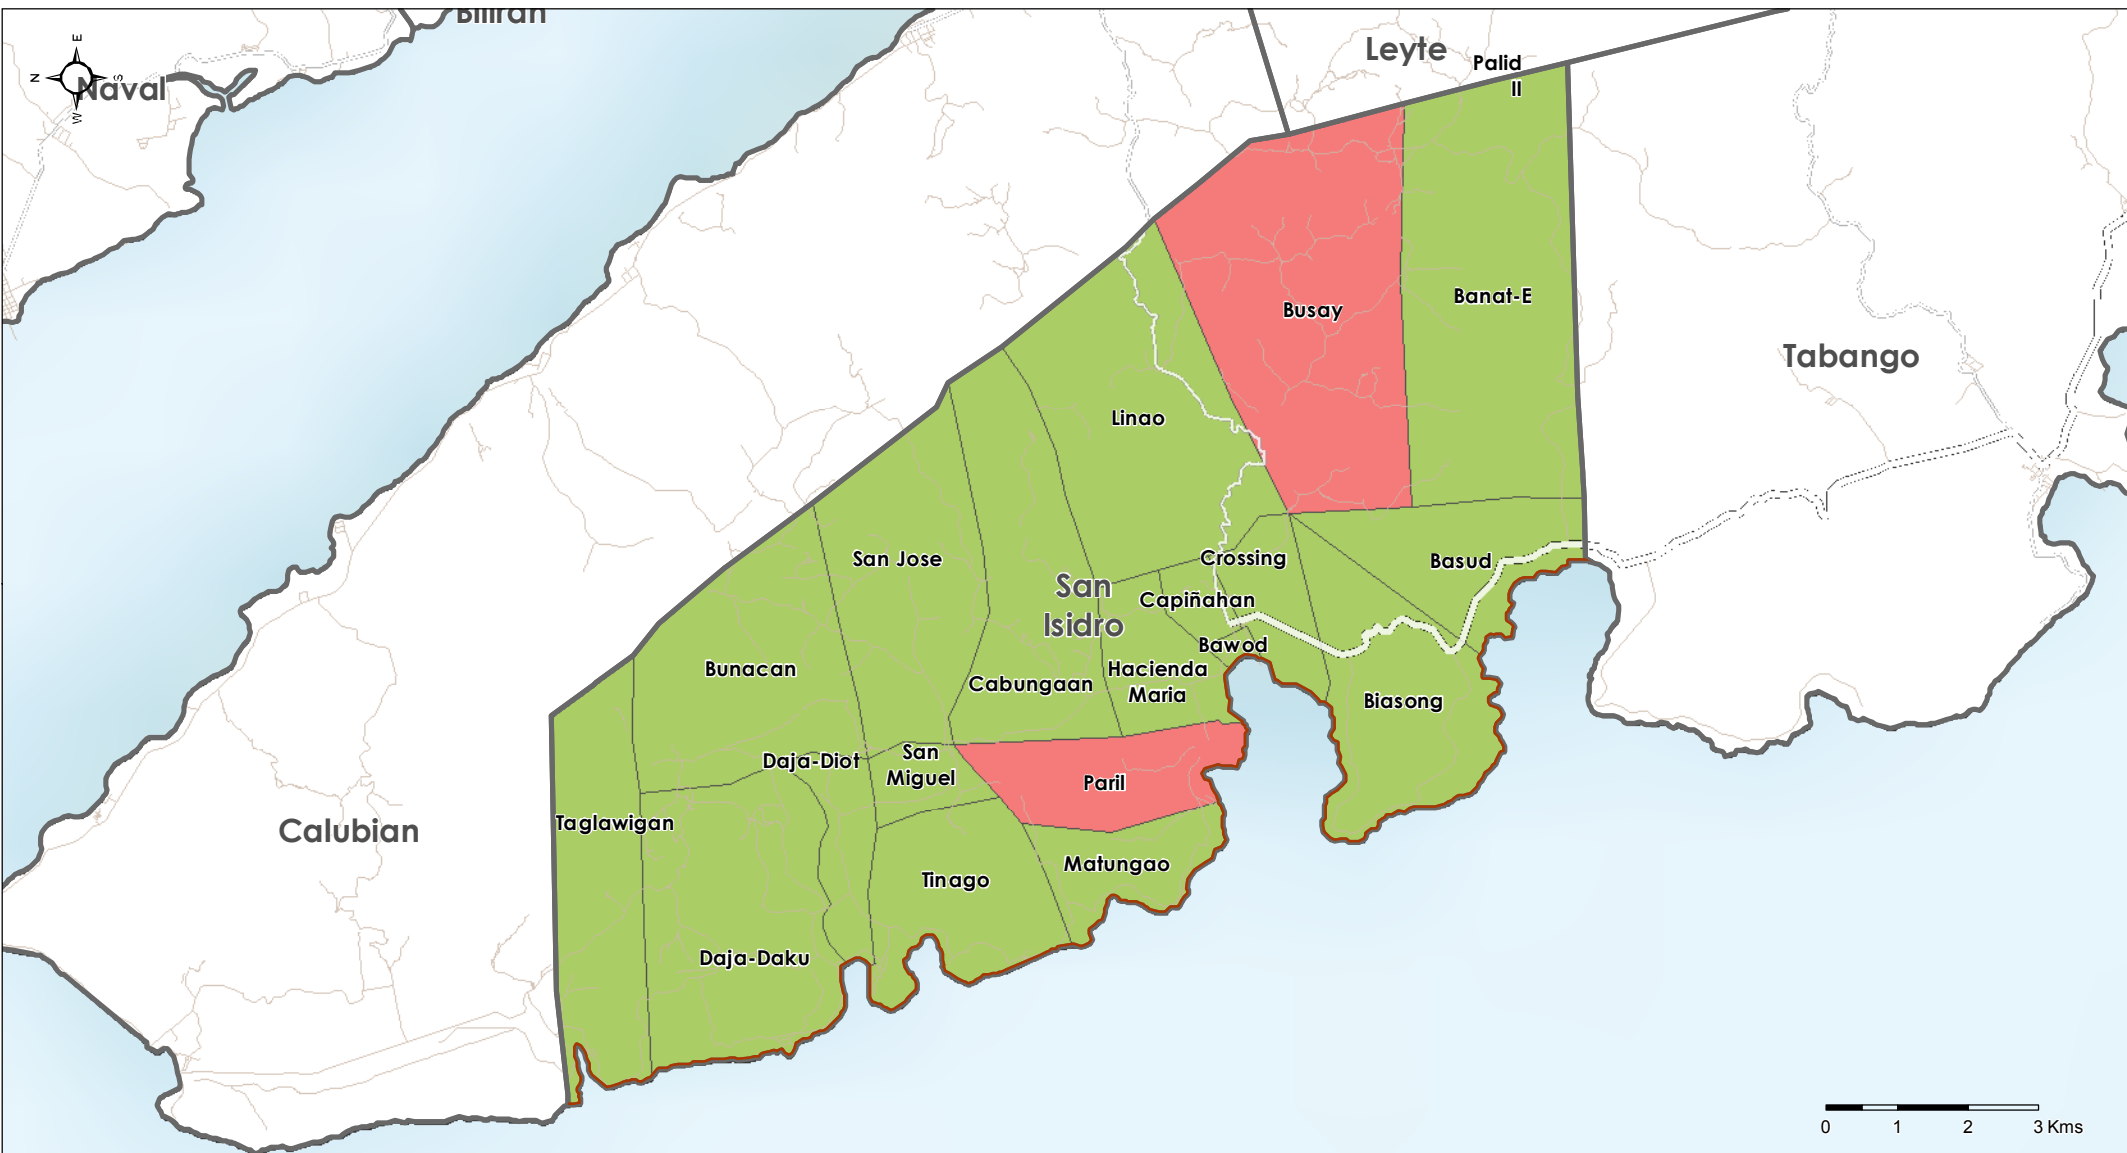 Biliran
E
N
S
W
Naval
Leyte
Palid
II
Busay
Banat-E
Tabango
Linao
San Jose
Crossing
Basud
San
Isidro
Capiñahan
Bawod
Bunacan
Cabungaan
Hacienda
Maria
Biasong
Daja-Diot
San
Miguel
Paril
Taglawigan
Calubian
Matungao
Tinago
Daja-Daku
0 1 2 3 Kms